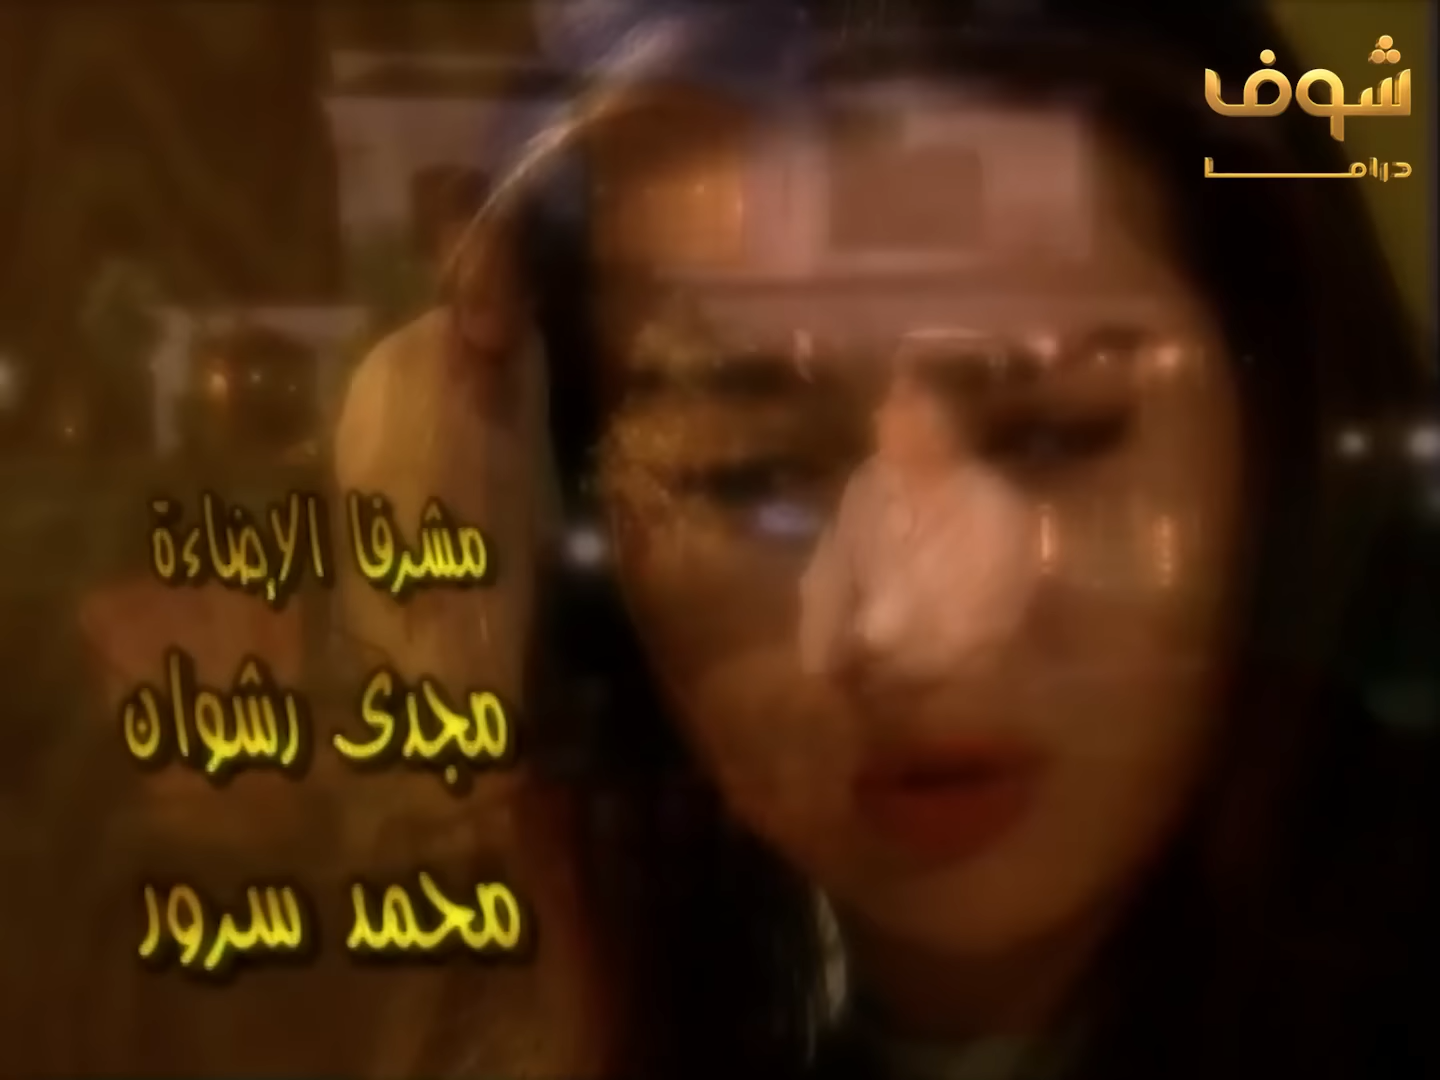 شوف
دراما
مشرفا الإضاءة
مجدى رشوان
محمد سرور